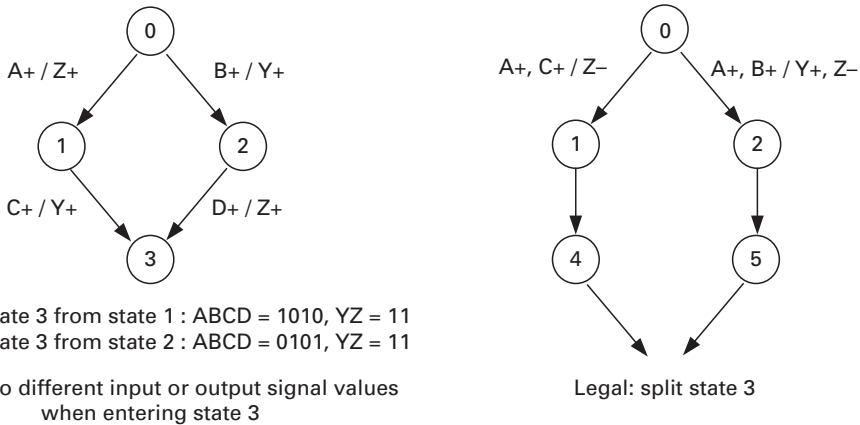 0
A+ / Z+
B+ / Y+
1
2
C+ / Y+
D+ / Z+
3
state 3 from state 1 : ABCD = 1010, YZ = 11
state 3 from state 2 : ABCD = 0101, YZ = 11
different input or output signal values
when entering state 3
0
A+, C+ / Z–
A+, B+ / Y+, Z–
1
2
4
5
Legal: split state 3